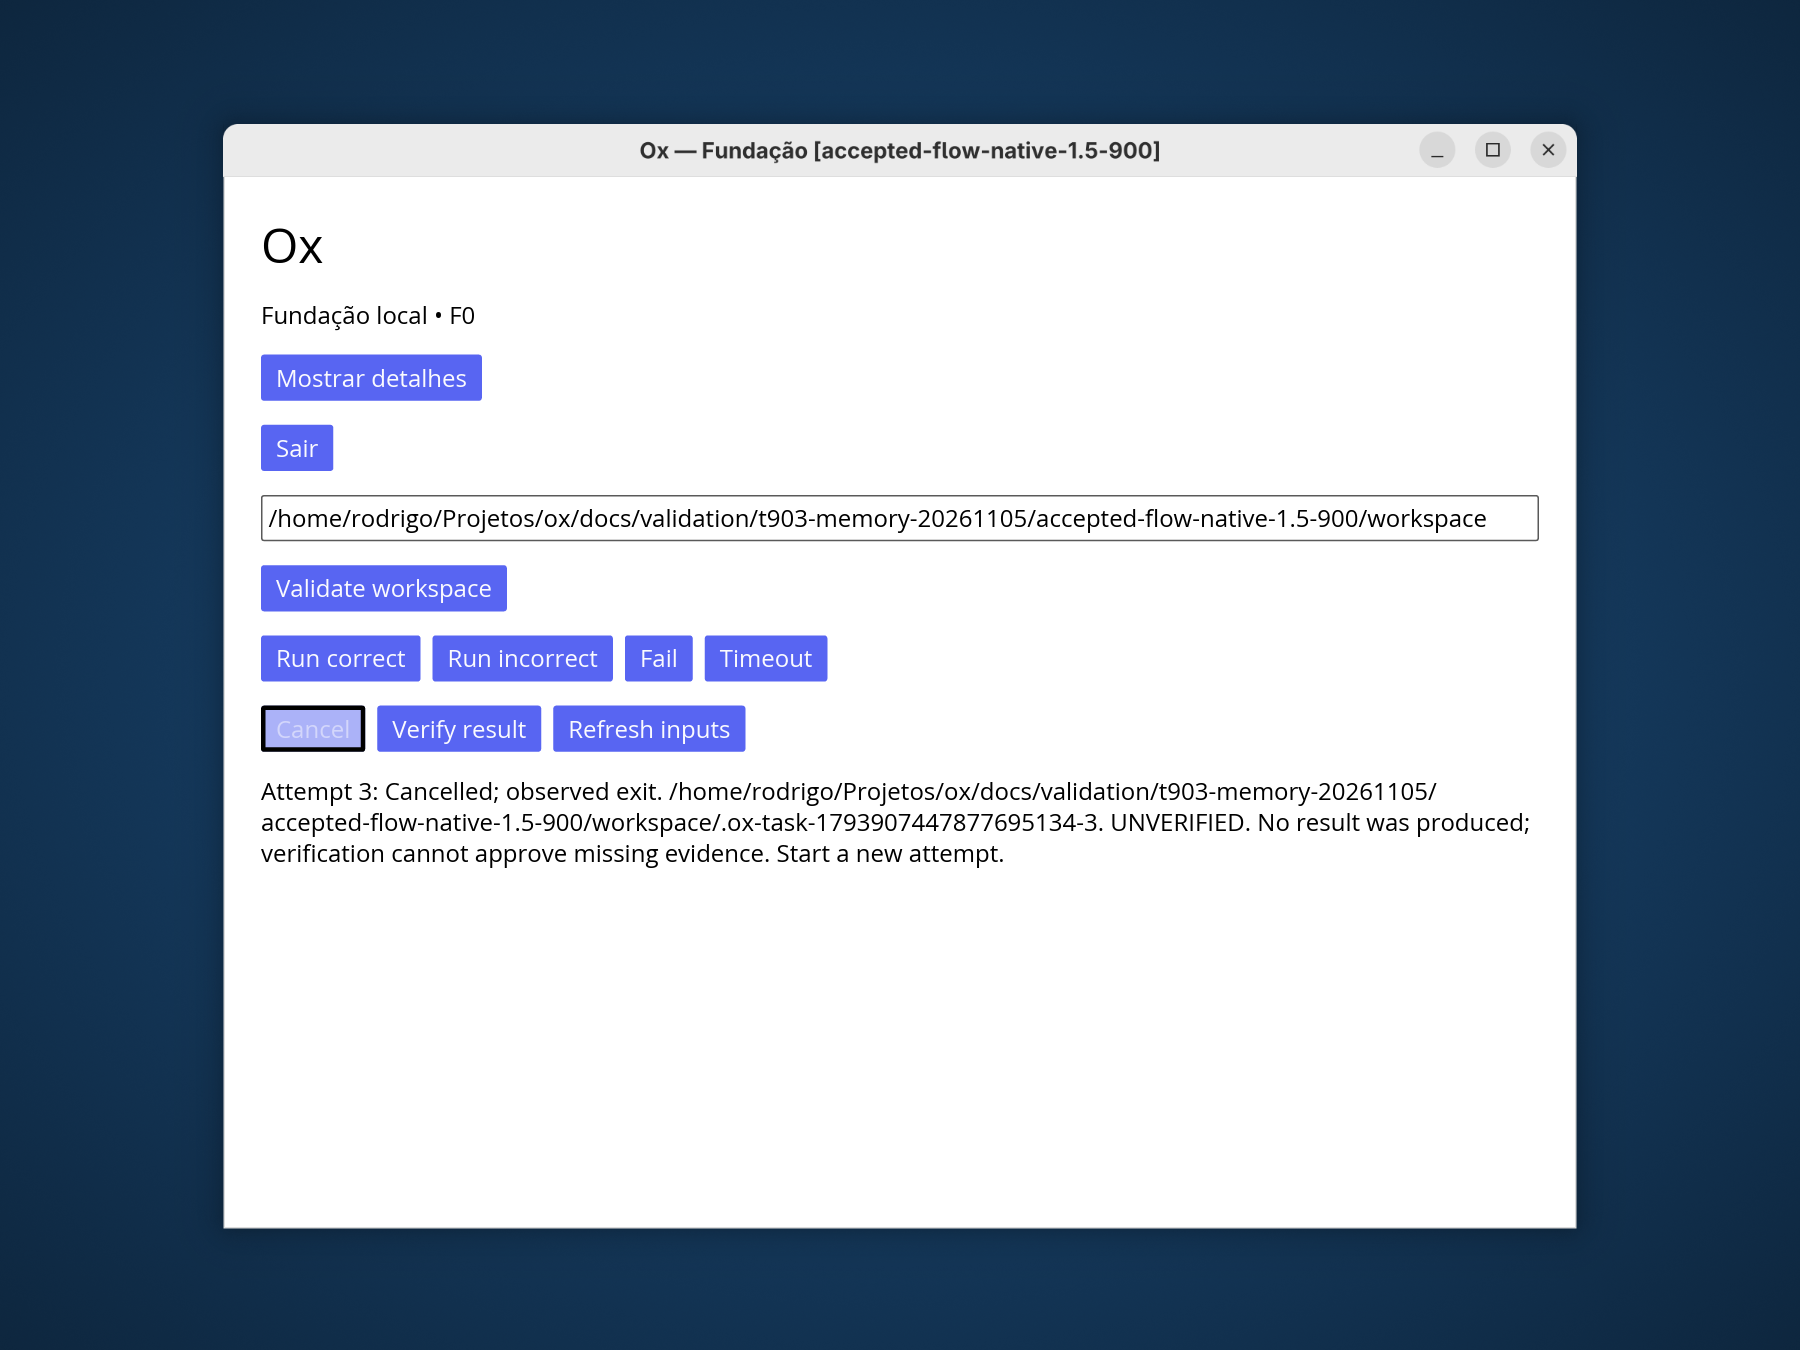 Ox — Fundação [accepted-flow-native-1.5-900]
Ox
Fundação local • F0
Mostrar detalhes
Sair
/home/rodrigo/Projetos/ox/docs/validation/t903-memory-20261105/accepted-flow-native-1.5-900/workspace
Validate workspace
Run correct Run incorrect Fail Timeout
Cancel Verify result Refresh inputs
Attempt 3: Cancelled; observed exit. /home/rodrigo/Projetos/ox/docs/validation/t903-memory-20261105/
accepted-flow-native-1.5-900/workspace/.ox-task-1793907447877695134-3. UNVERIFIED. No result was produced;
verification cannot approve missing evidence. Start a new attempt.